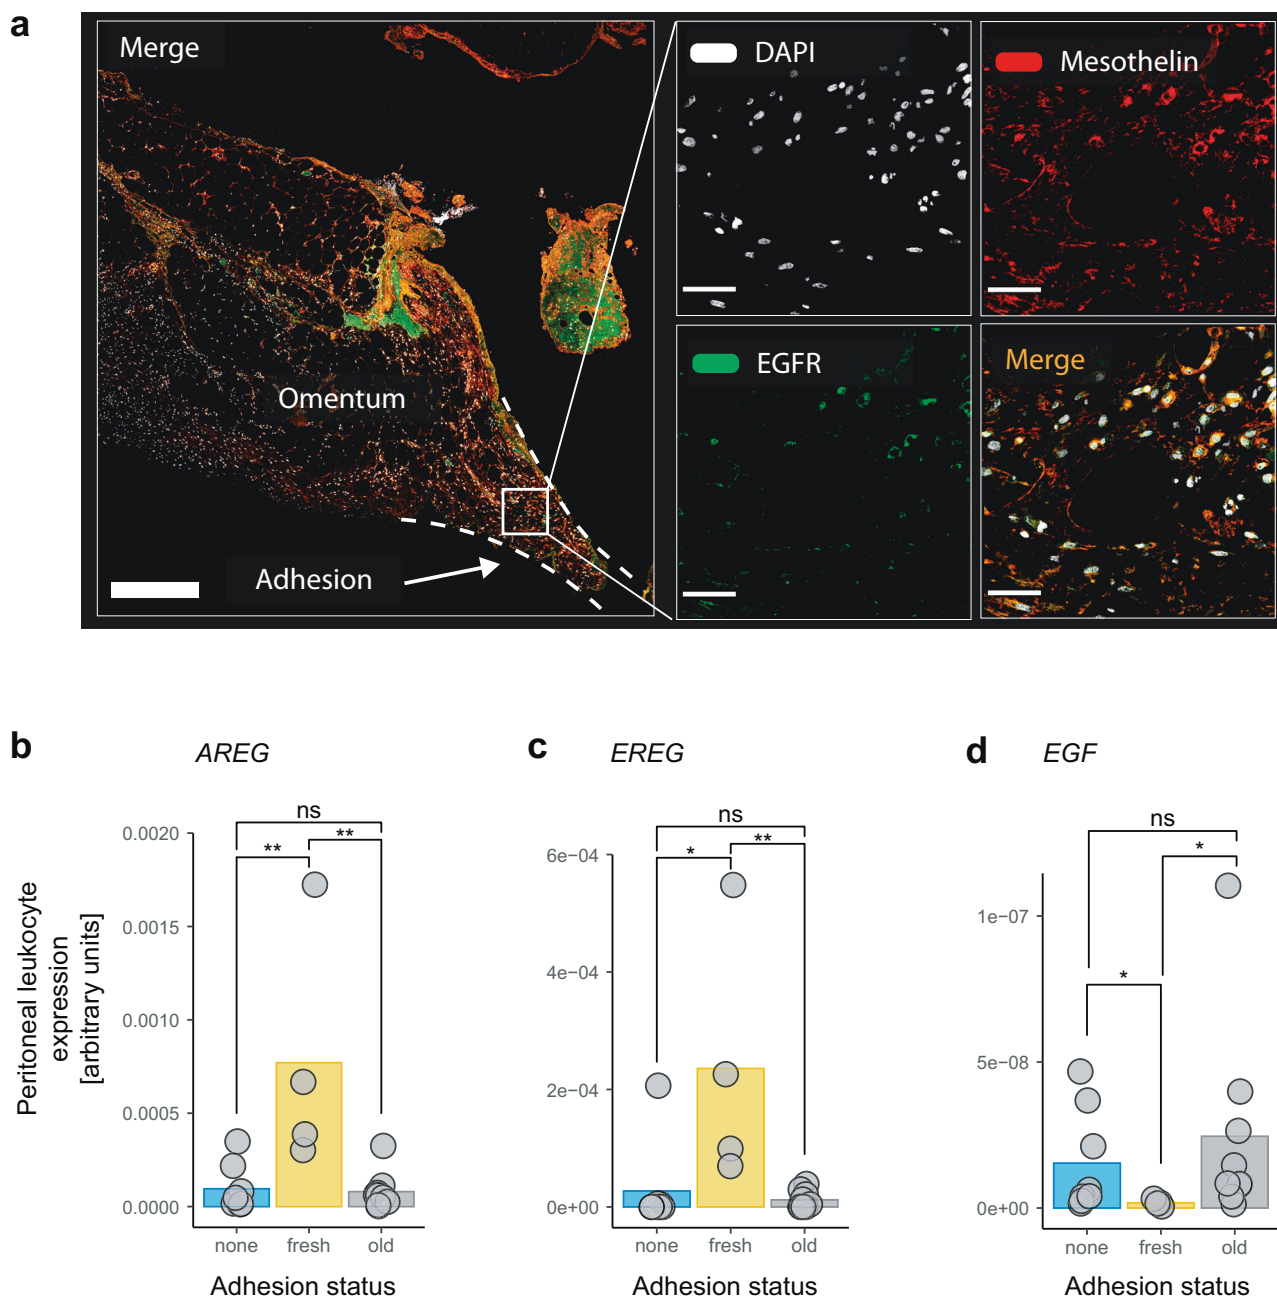 a
Merge
DAPI
Mesothelin
Omentum
EGFR
Merge
Adhesion
b
AREG
c
EREG
d
EGF
Peritoneal leukocyte
expression
[arbitrary units]
ns
**
**
0.0020
0.0015
0.0010
0.0005
0.0000
none fresh old
Adhesion status
ns
*
**
6e−04
4e−04
2e−04
0e+00
none fresh old
Adhesion status
ns
*
*
1e−07
5e−08
0e+00
none fresh old
Adhesion status